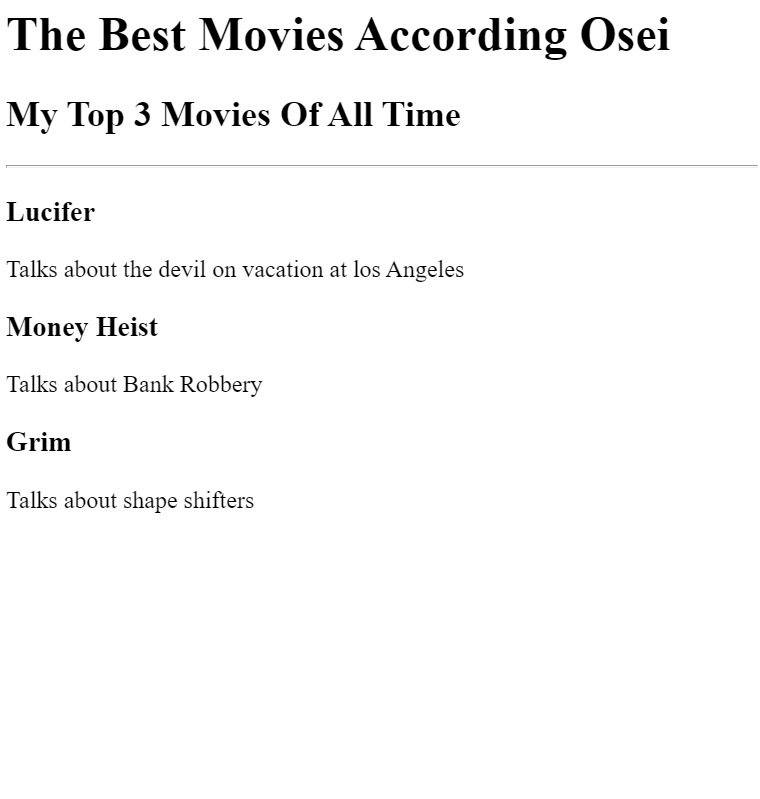 The Best Movies According Osei
My Top 3 Movies Of All Time
Lucifer
Talks about the devil on vacation at los Angeles
Money Heist
Talks about Bank Robbery
Grim
Talks about shape shifters